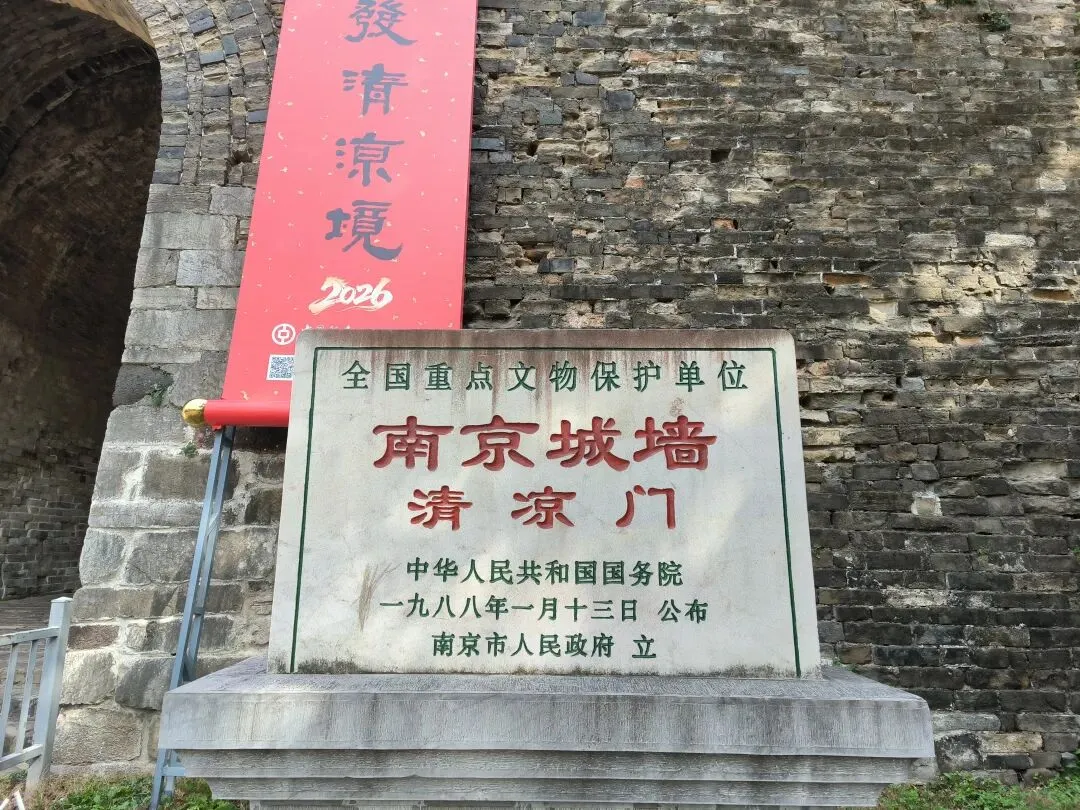 發清凉境
2026
全国重点文物保护单位
南京城墙
清凉门
中华人民共和国国务院
一九八八年一月十三日 公布
南京市人民政府 立